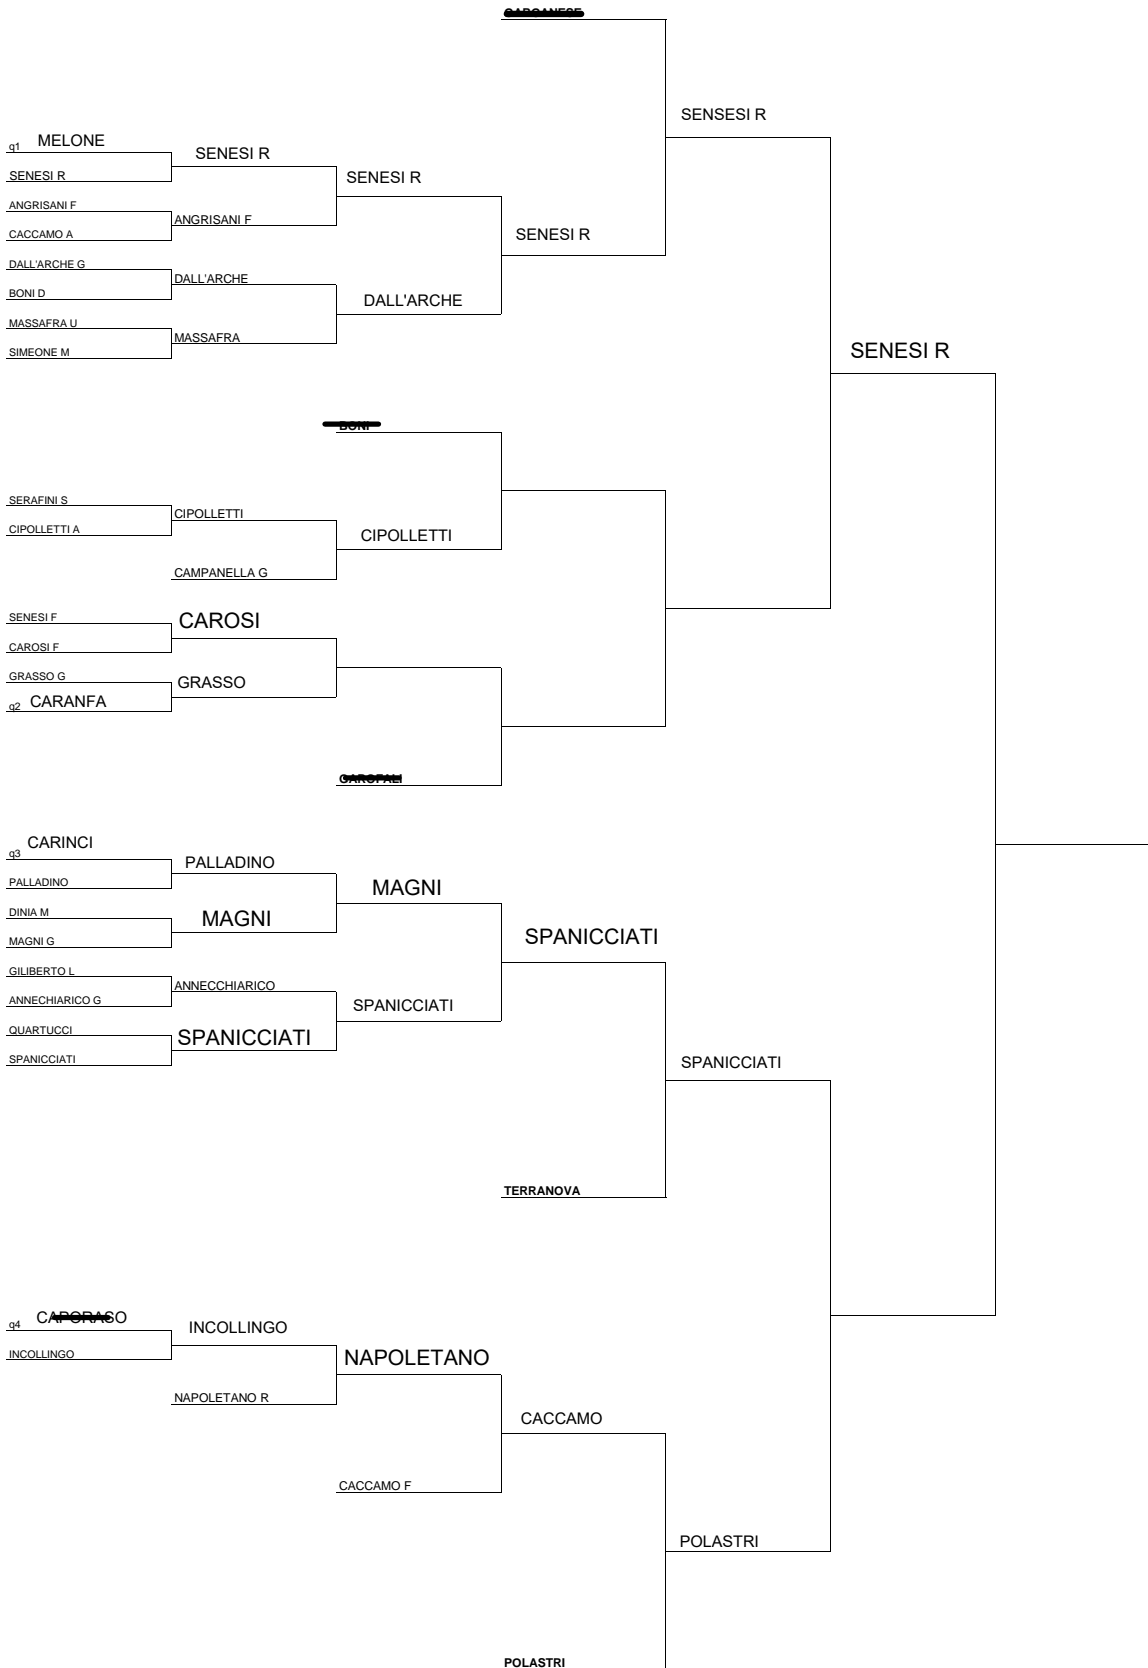 GARGANESE
SENSESI R
q1 MELONE
SENESI R
SENESI R
SENESI R
ANGRISANI F
ANGRISANI F
CACCAMO A
SENESI R
DALL'ARCHE G
DALL'ARCHE
BONI D
DALL'ARCHE
MASSAFRA U
MASSAFRA
SIMEONE M
SENESI R
BONI
SERAFINI S
CIPOLLETTI
CIPOLLETTI A
CIPOLLETTI
CAMPANELLA G
SENESI F
CAROSI
CAROSI F
GRASSO G
GRASSO
q2 CARANFA
GAROFALI
q3 CARINCI
PALLADINO
PALLADINO
MAGNI
DINIA M
MAGNI
MAGNI G
SPANICCIATI
GILIBERTO L
ANNECCHIARICO
ANNECHIARICO G
SPANICCIATI
QUARTUCCI
SPANICCIATI
SPANICCIATI
SPANICCIATI
TERRANOVA
q4 CAPORASO
INCOLLINGO
INCOLLINGO
NAPOLETANO
NAPOLETANO R
CACCAMO
CACCAMO F
POLASTRI
POLASTRI